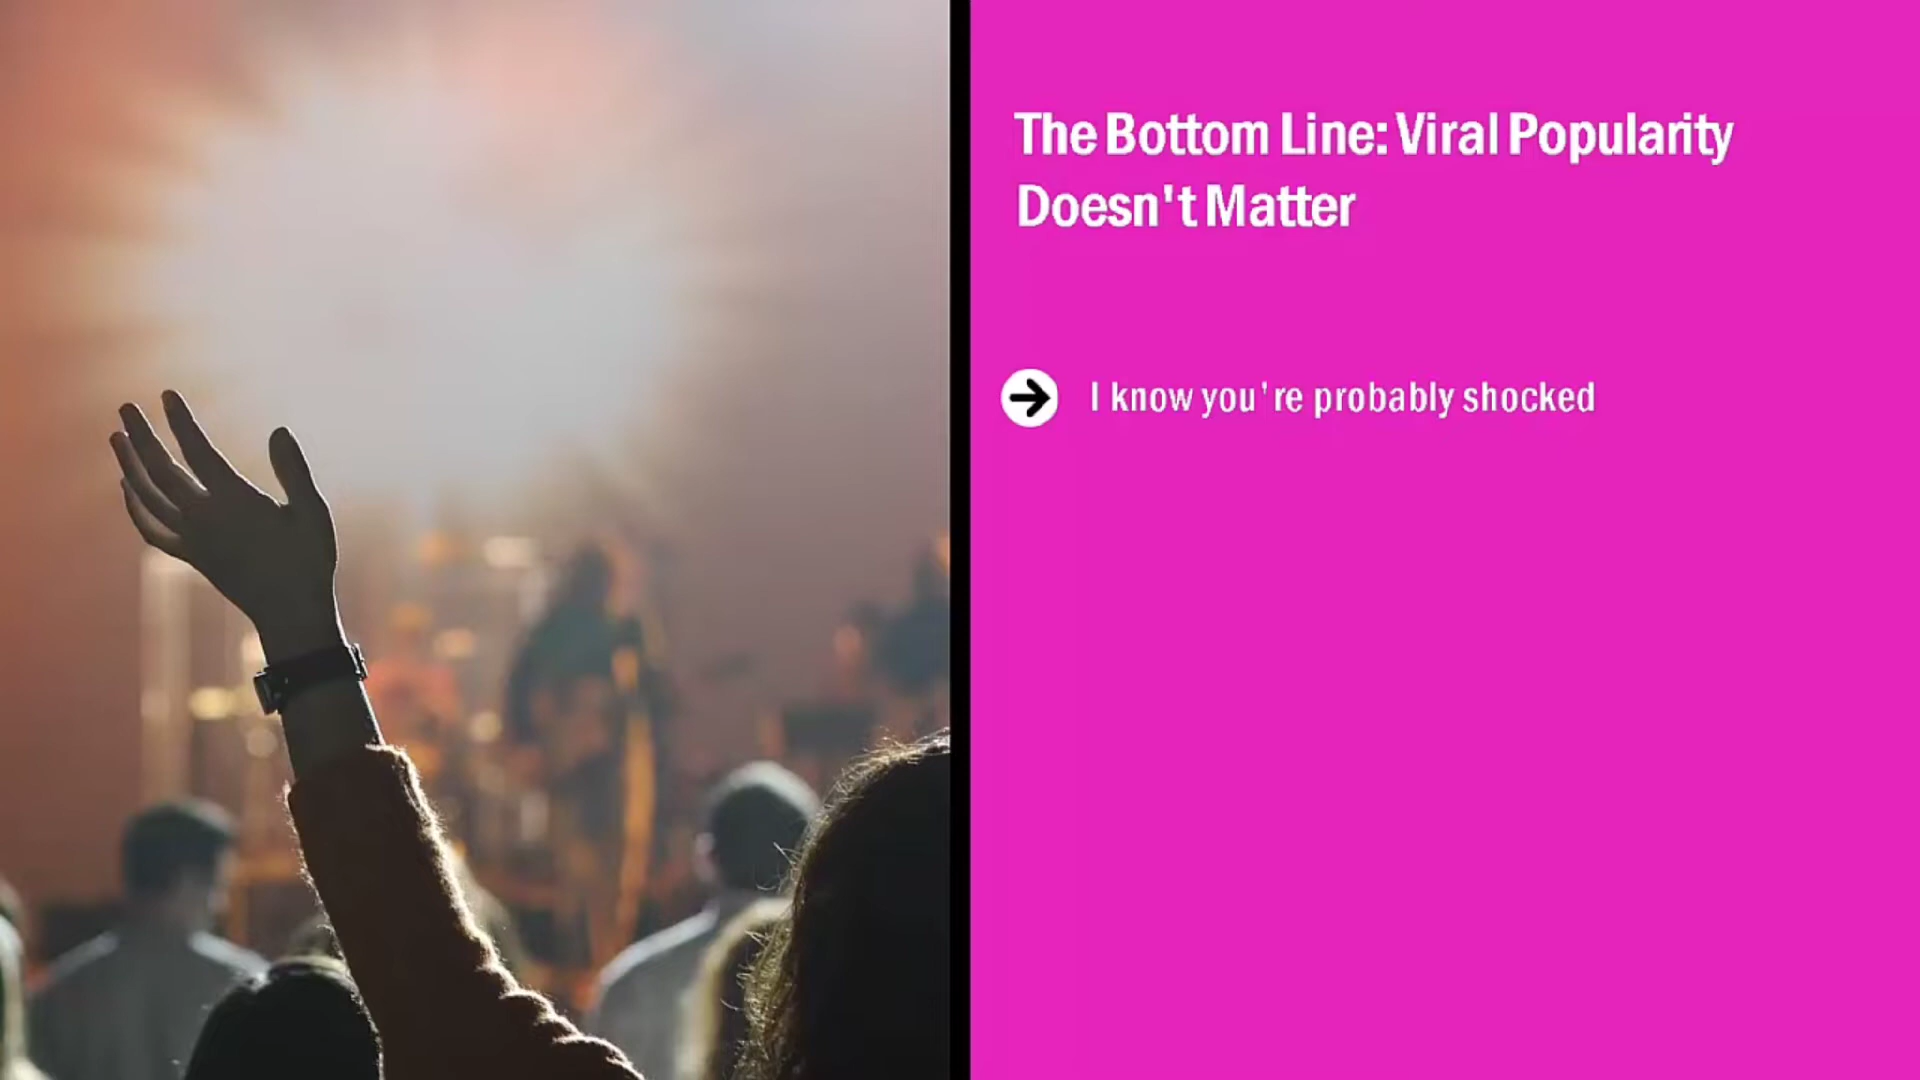 The Bottom Line: Viral Popularity
Doesn't Matter
I know you're probably shocked